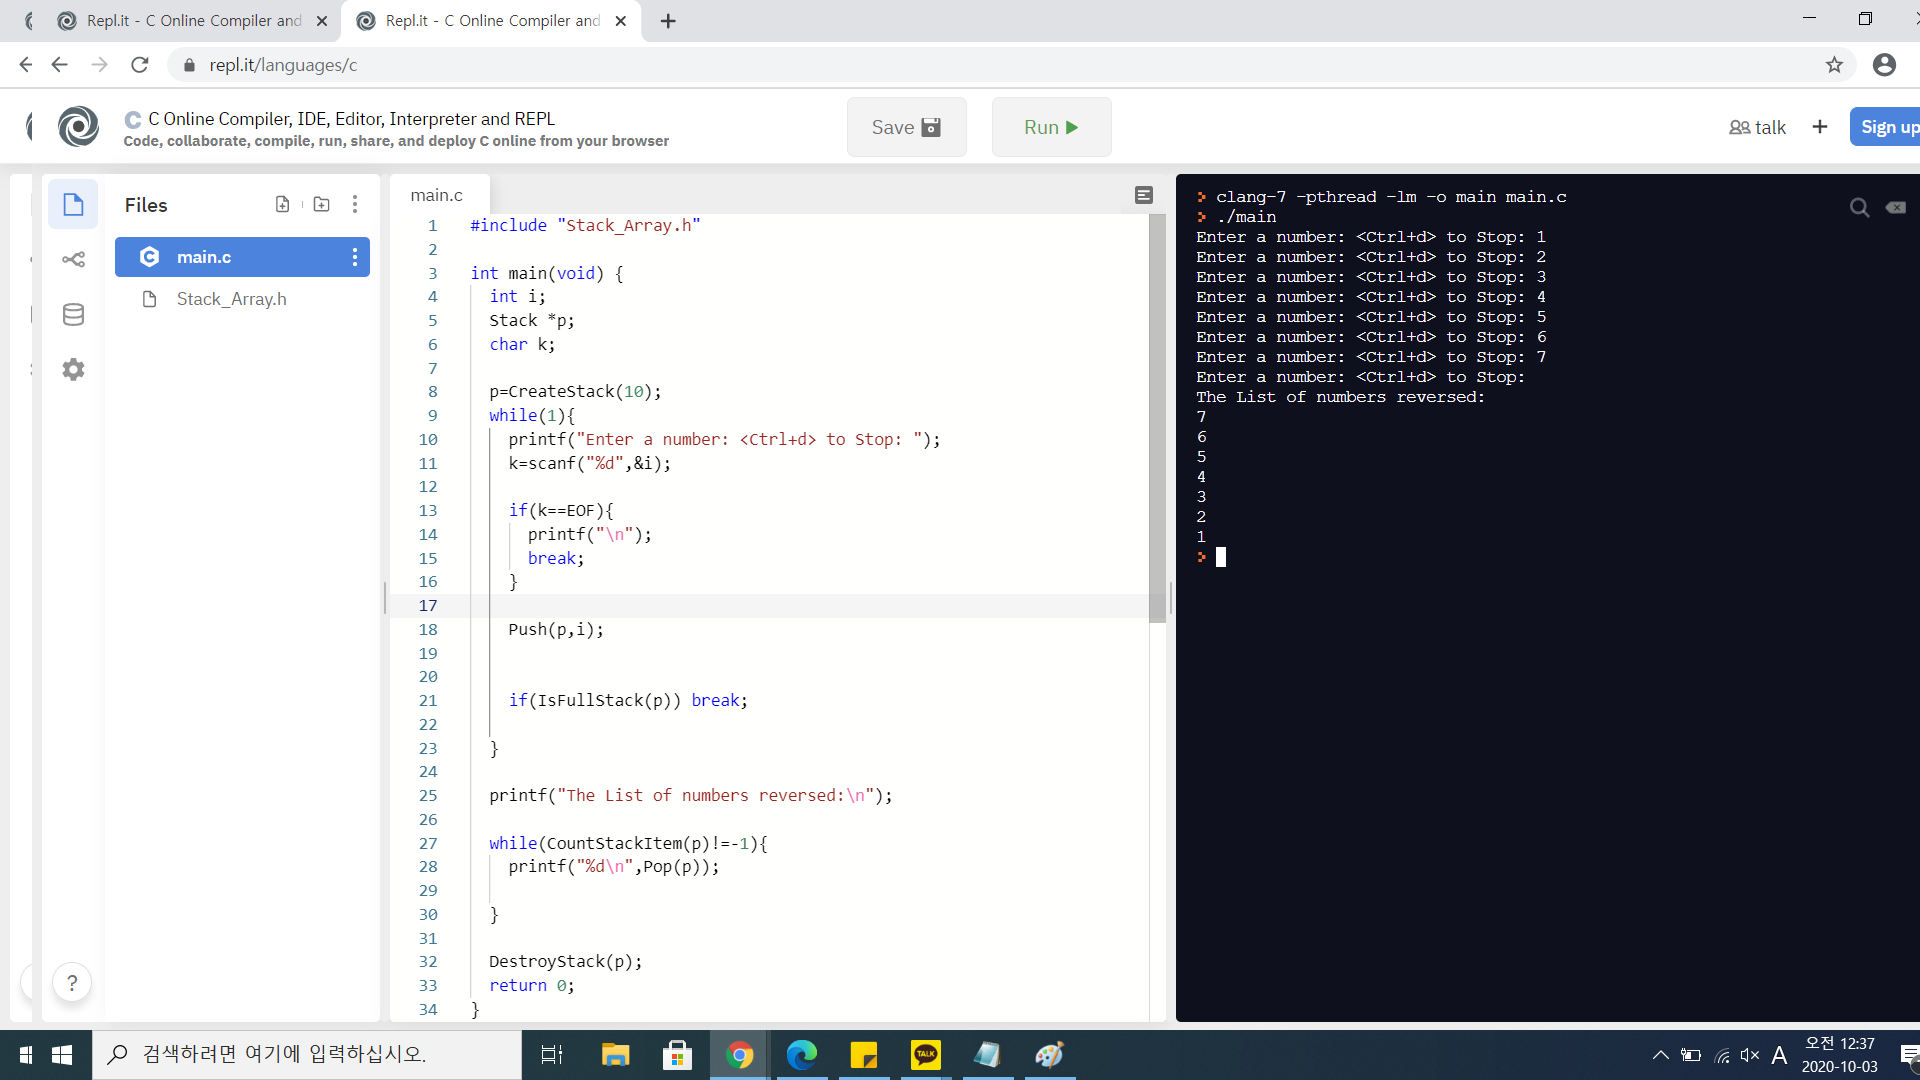 Repl.it - C Online Compiler and
Repl.it - C Online Compiler and
repl.it/languages/c
C C Online Compiler, IDE, Editor, Interpreter and REPL
Code, collaborate, compile, run, share, and deploy C online from your browser
Save
Run
talk
Sign up
Files
main.c
Stack_Array.h
main.c
1 #include "Stack_Array.h"
2
3 int main(void) {
4 int i;
5 Stack *p;
6 char k;
7
8 p=CreateStack(10);
9 while(1){
10 printf("Enter a number: <Ctrl+d> to Stop: ");
11 k=scanf("%d",&i);
12
13 if(k==EOF){
14 printf("\n");
15 break;
16 }
17
18 Push(p,i);
19
20
21 if(IsFullStack(p)) break;
22
23 }
24
25 printf("The List of numbers reversed:\n");
26
27 while(CountStackItem(p)!=-1){
28 printf("%d\n",Pop(p));
29
30 }
31
32 DestroyStack(p);
33 return 0;
34 }
> clang-7 -pthread -lm -o main main.c
> ./main
Enter a number: <Ctrl+d> to Stop: 1
Enter a number: <Ctrl+d> to Stop: 2
Enter a number: <Ctrl+d> to Stop: 3
Enter a number: <Ctrl+d> to Stop: 4
Enter a number: <Ctrl+d> to Stop: 5
Enter a number: <Ctrl+d> to Stop: 6
Enter a number: <Ctrl+d> to Stop: 7
Enter a number: <Ctrl+d> to Stop:
The List of numbers reversed:
7
6
5
4
3
2
1
>
?
검색하려면 여기에 입력하십시오.
TALK
A
오전 12:37
2020-10-03